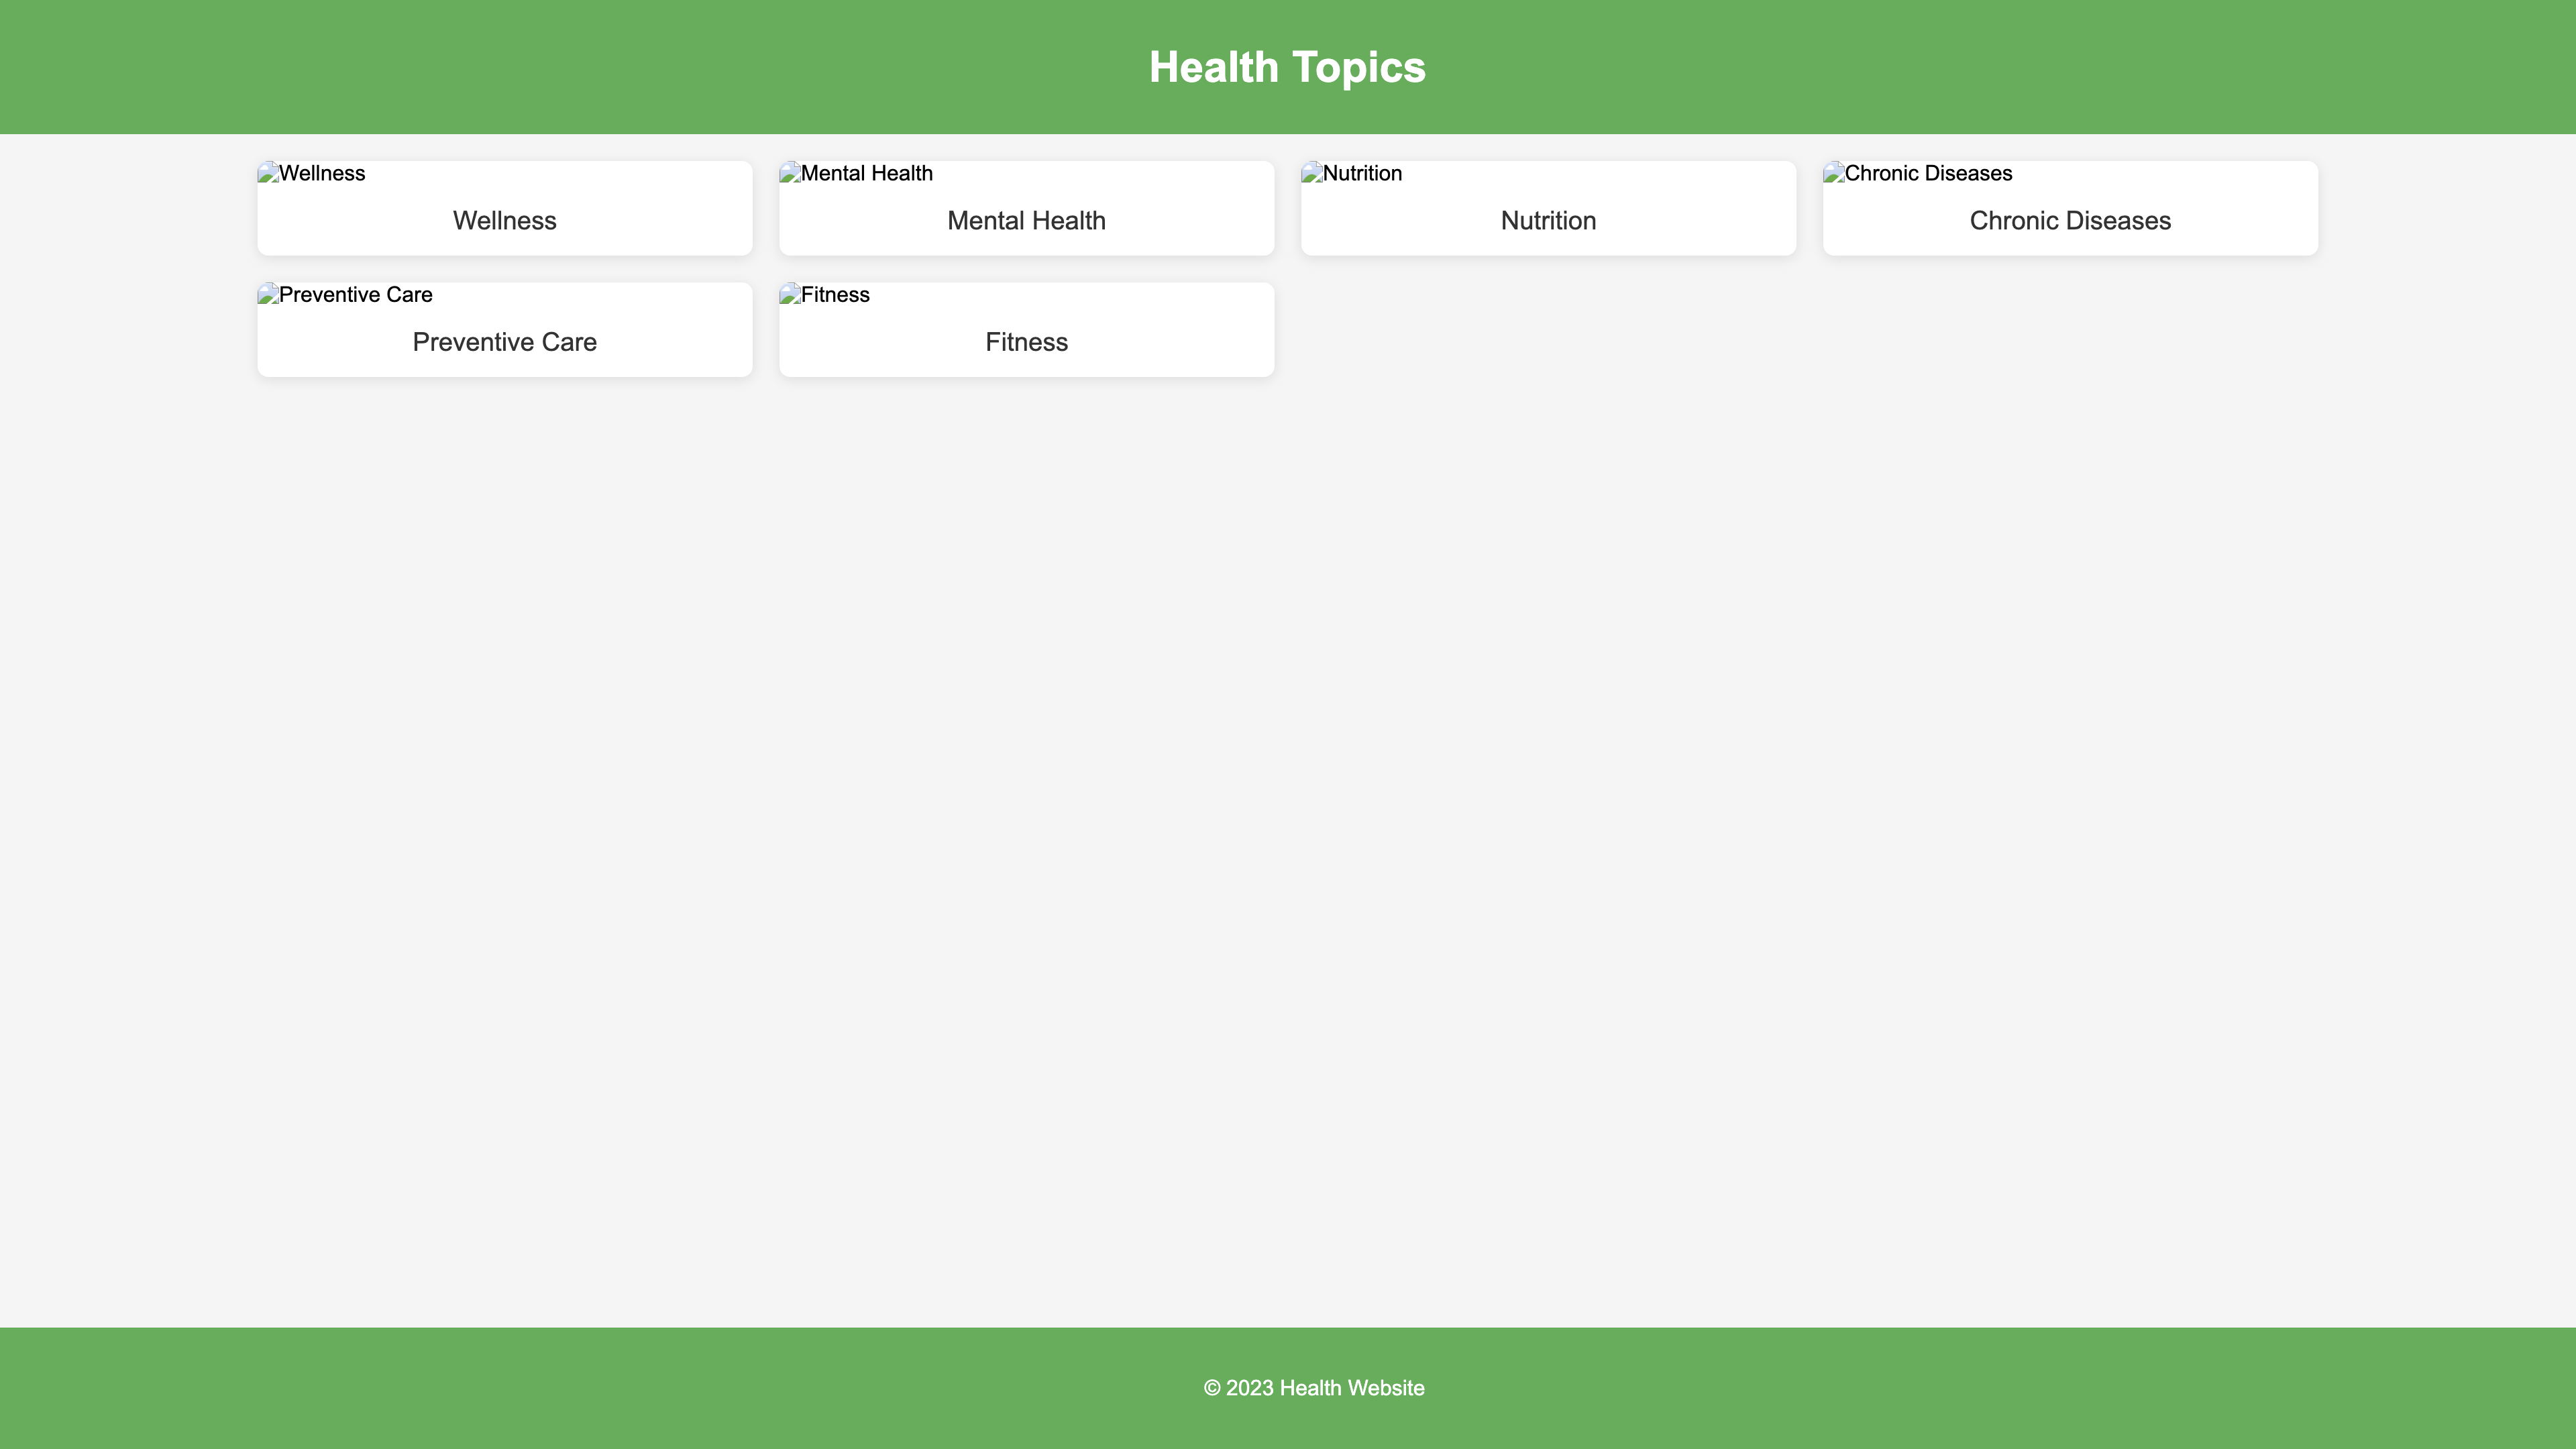 Health Topics
Wellness
Wellness
Mental Health
Mental Health
Nutrition
Nutrition
Chronic Diseases
Chronic Diseases
Preventive Care
Preventive Care
Fitness
Fitness
© 2023 Health Website